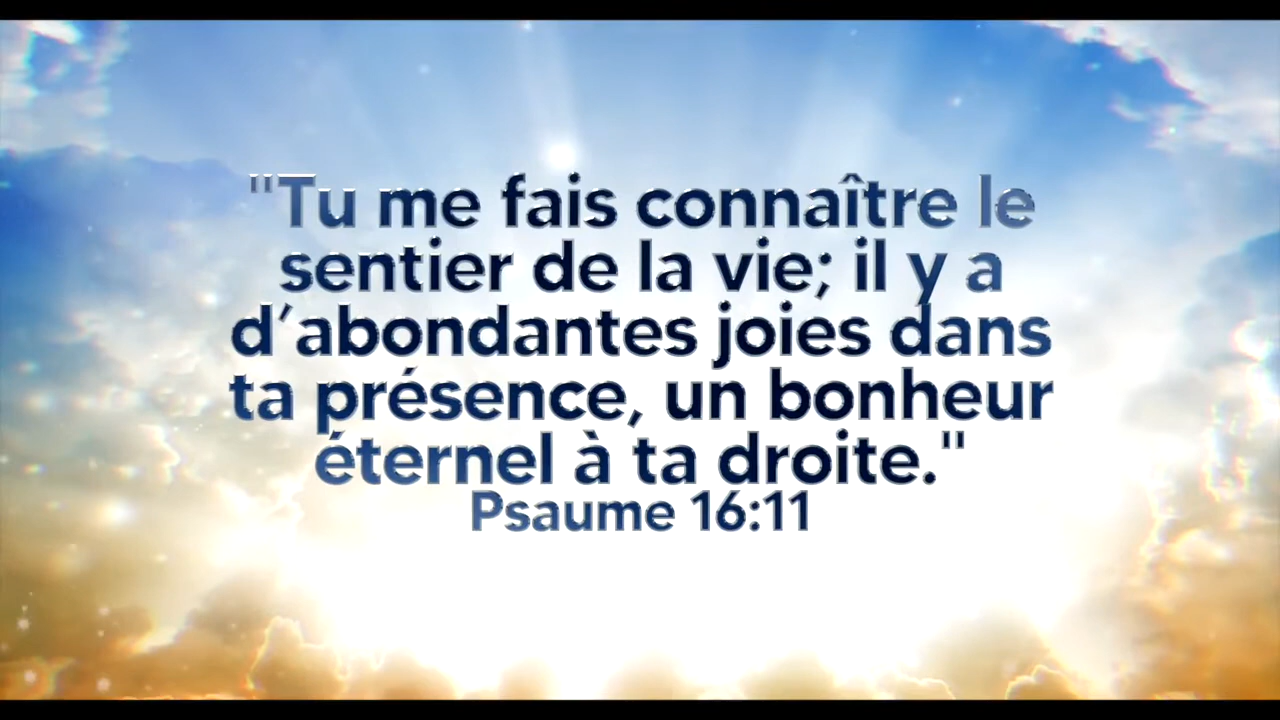 "Tu me fais connaître le
sentier de la vie; il y a
d’abondantes joies dans
ta présence, un bonheur
éternel à ta droite."
Psaume 16:11